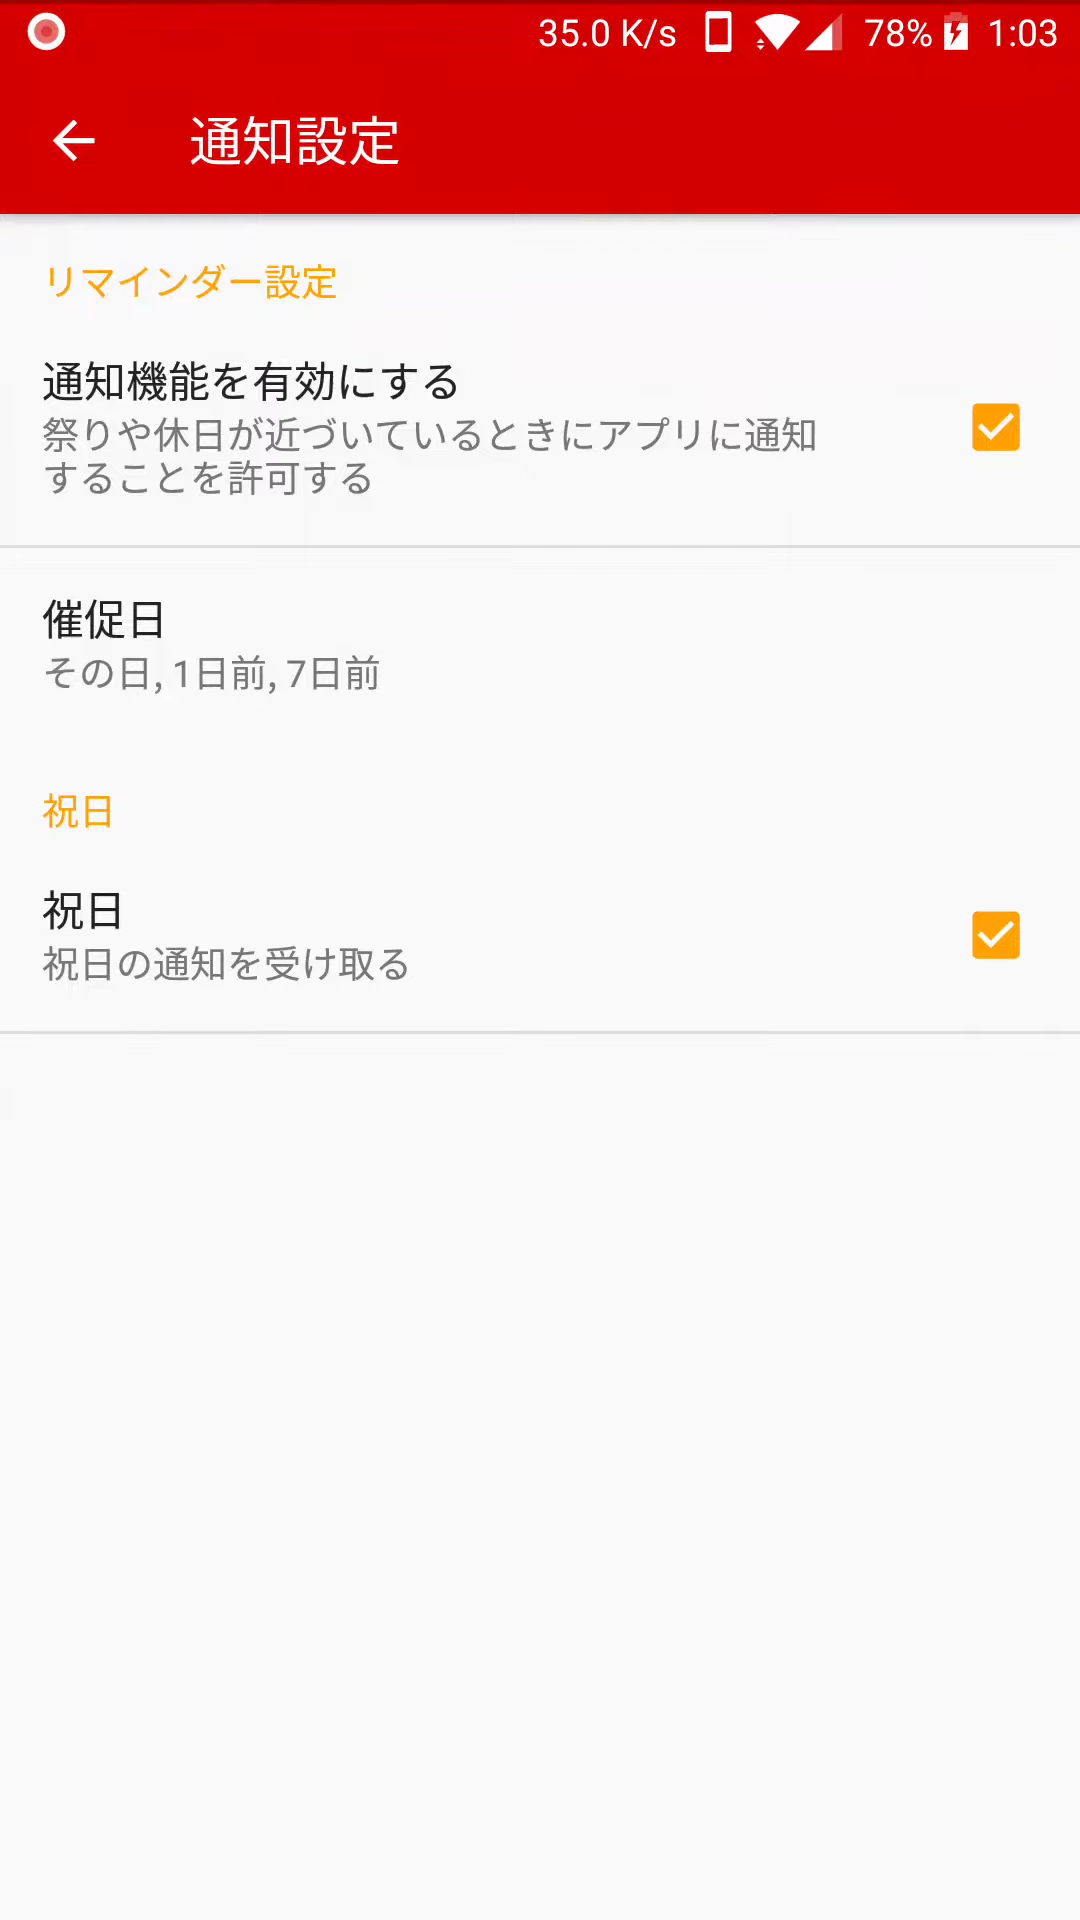 35.0 K/s 78% 1:03
通知設定
リマインダー設定
通知機能を有効にする
祭りや休日が近づいているときにアプリに通知
することを許可する
催促日
その日, 1日前, 7日前
祝日
祝日
祝日の通知を受け取る